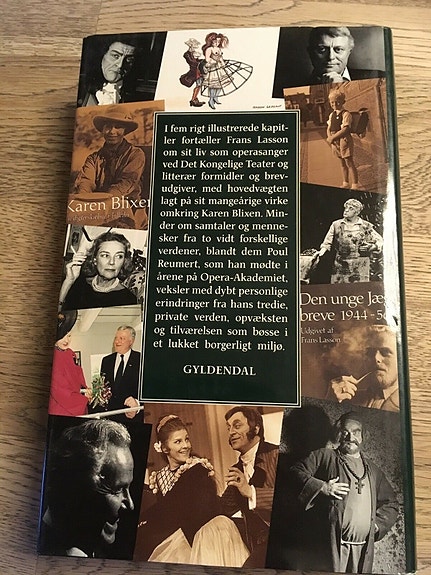 I fem rigt illustrerede kapit-
ler fortæller Frans Lasson
om sit liv som operasanger
ved Det Kongelige Teater og
litterær formidler og brev-
udgiver, med hovedvægten
lagt på sit mangeårige virke
omkring Karen Blixen. Min-
der om samtaler og menne-
sker fra to vidt forskellige
verdener, blandt dem Poul
Reumert, som han mødte i
årene på Opera-Akademiet,
veksler med dybt personlige
erindringer fra hans tredie,
private verden, opvæksten
og tilværelsen som bøsse i
et lukket borgerligt miljø.
GYLDENDAL
Karen Blixen
Den unge Jæg
breve 1944-5
Udgivet af
Frans Lasson